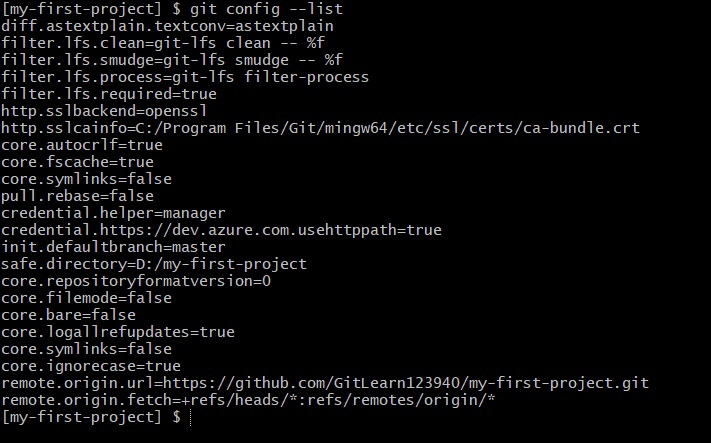 [my-first-project] $ git config --list
diff.astextplain.textconv=astextplain
filter.lfs.clean=git-lfs clean -- %f
filter.lfs.smudge=git-lfs smudge -- %f
filter.lfs.process=git-lfs filter-process
filter.lfs.required=true
http.sslbackend=openssl
http.sslcainfo=C:/Program Files/Git/mingw64/etc/ssl/certs/ca-bundle.crt
core.autocrlf=true
core.fscache=true
core.symlinks=false
pull.rebase=false
credential.helper=manager
credential.https://dev.azure.com.usehttppath=true
init.defaultbranch=master
safe.directory=D:/my-first-project
core.repositoryformatversion=0
core.filemode=false
core.bare=false
core.logallrefupdates=true
core.symlinks=false
core.ignorecase=true
remote.origin.url=https://github.com/GitLearn123940/my-first-project.git
remote.origin.fetch=+refs/heads/*:refs/remotes/origin/*
[my-first-project] $